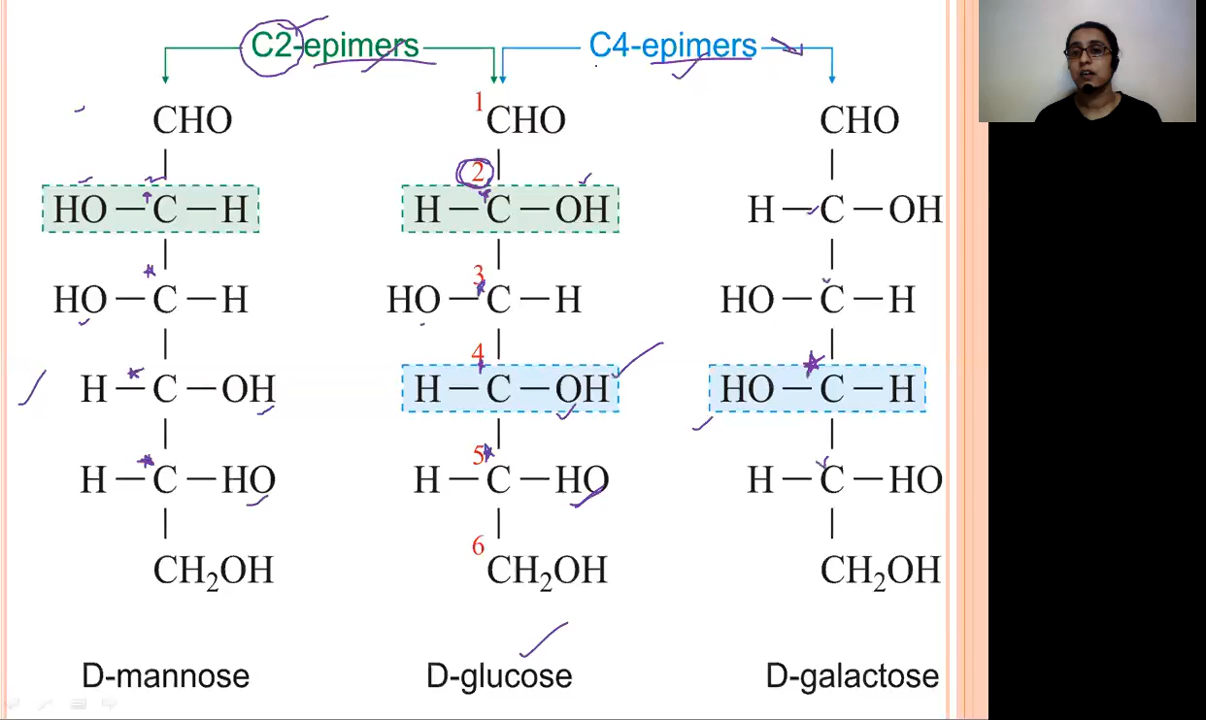 C2-epimers C4-epimers
1
CHO CHO CHO
2
HO—C—H H—C—OH H—C—OH
3
HO—C—H HO—C—H HO—C—H
4
H—C—OH H—C—OH HO—C—H
5
H—C—HO H—C—HO H—C—HO
6
CH₂OH CH₂OH CH₂OH
D-mannose D-glucose D-galactose